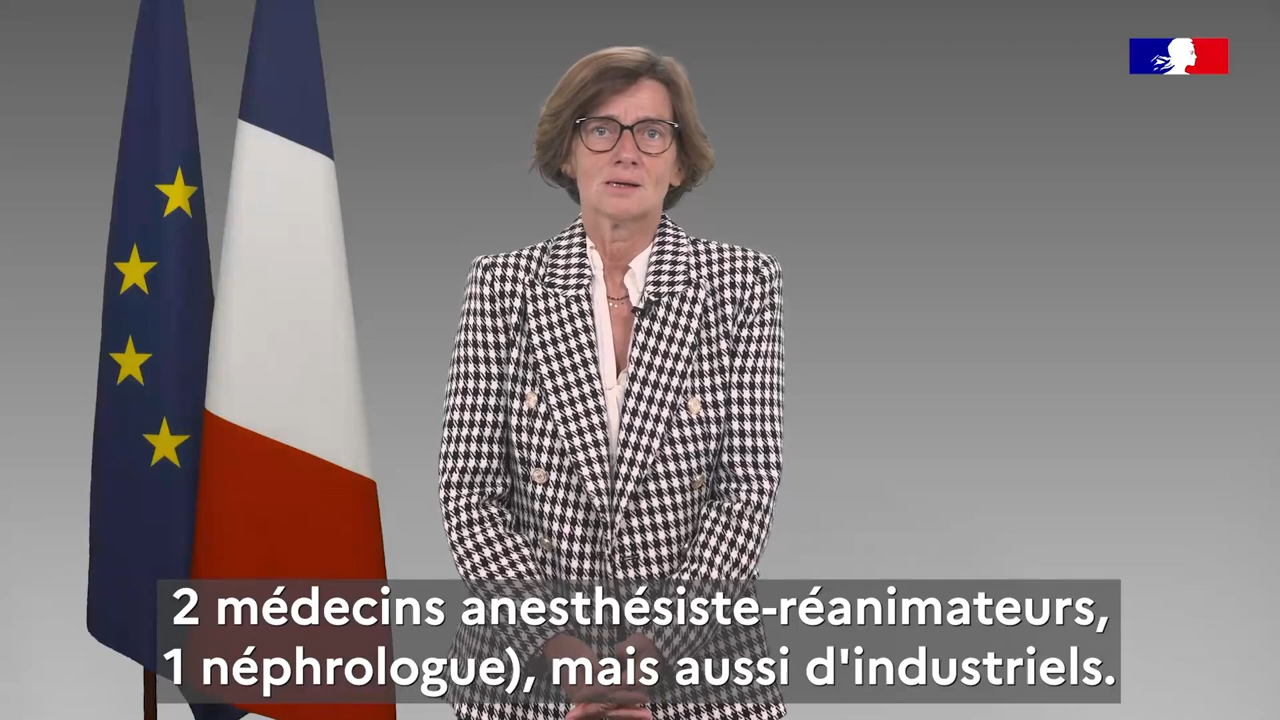 2 médecins anesthésiste-réanimateurs,
1 néphrologue), mais aussi d'industriels.